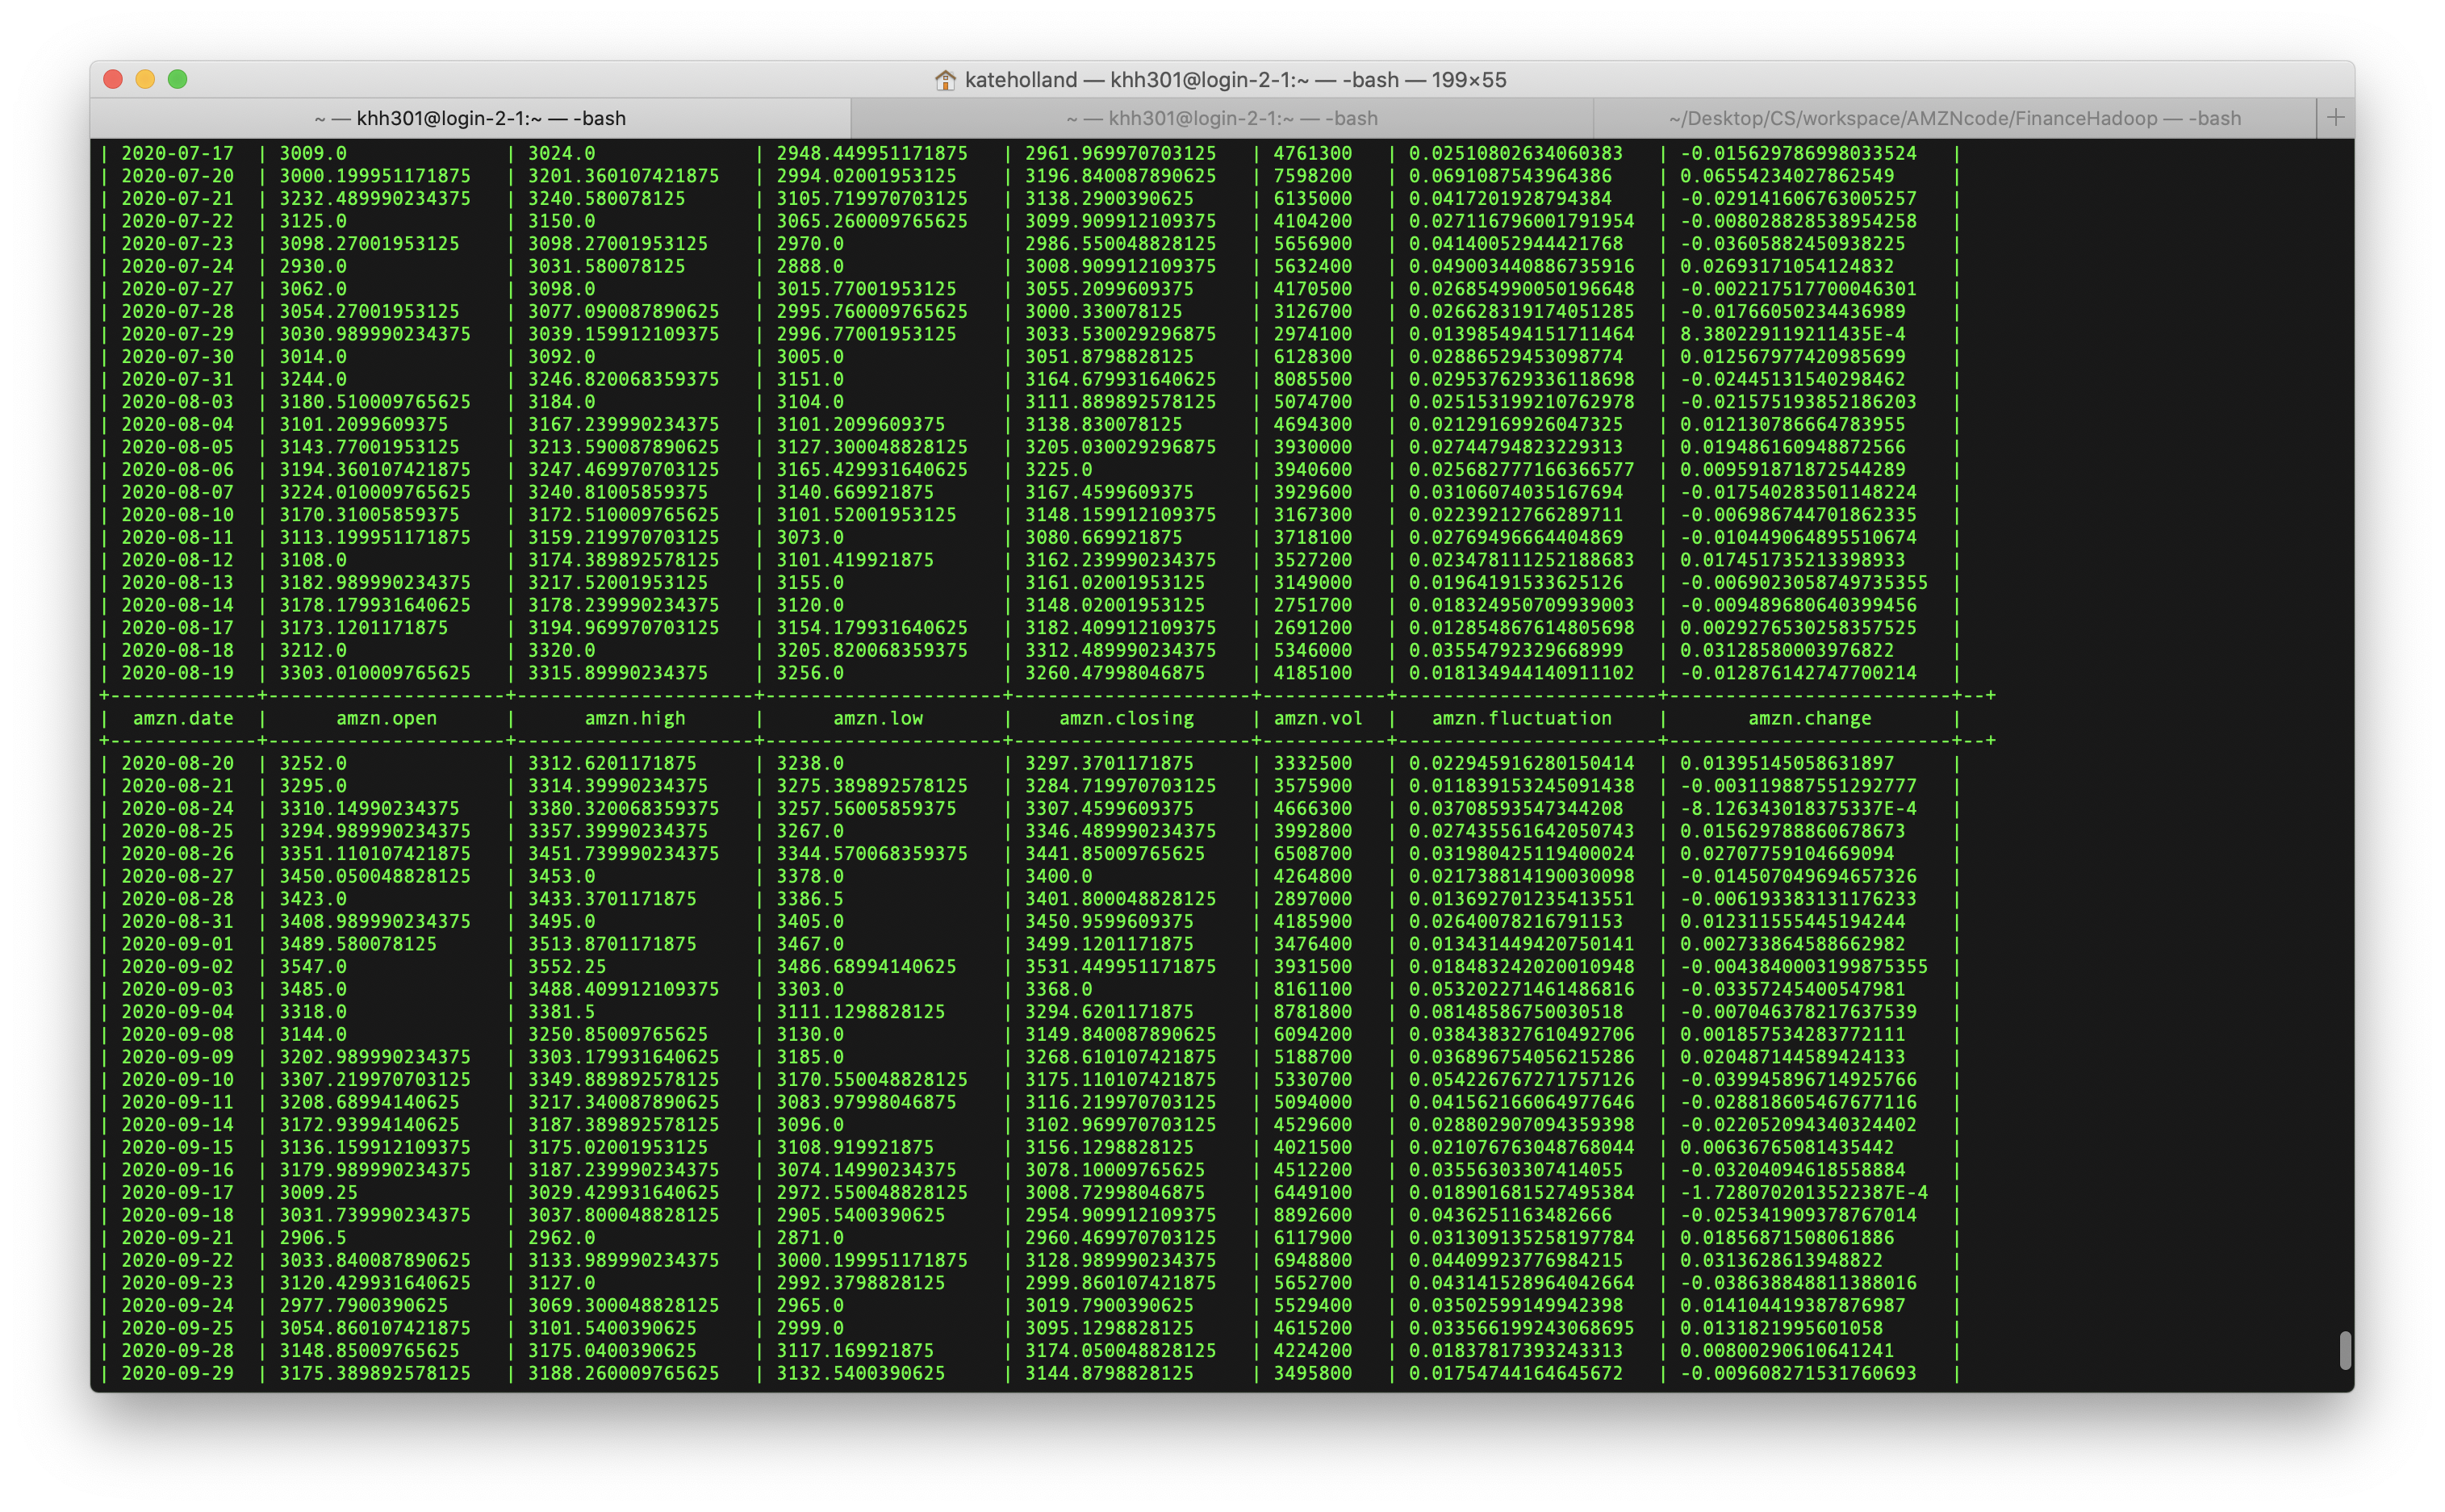 kateholland — khh301@login-2-1:~ — -bash — 199×55
~ — khh301@login-2-1:~ — -bash ~ — khh301@login-2-1:~ — -bash ~/Desktop/CS/workspace/AMZNcode/FinanceHadoop — -bash +
| 2020-07-17 | 3009.0 | 3024.0 | 2948.449951171875 | 2961.969970703125 | 4761300 | 0.02510802634060383 | -0.015629786998033524 |
| 2020-07-20 | 3000.199951171875 | 3201.360107421875 | 2994.02001953125 | 3196.840087890625 | 7598200 | 0.0691087543964386 | 0.06554234027862549 |
| 2020-07-21 | 3232.489990234375 | 3240.580078125 | 3105.719970703125 | 3138.2900390625 | 6135000 | 0.0417201928794384 | -0.029141606763005257 |
| 2020-07-22 | 3125.0 | 3150.0 | 3065.260009765625 | 3099.909912109375 | 4104200 | 0.027116796001791954 | -0.008028828538954258 |
| 2020-07-23 | 3098.27001953125 | 3098.27001953125 | 2970.0 | 2986.550048828125 | 5656900 | 0.04140052944421768 | -0.03605882450938225 |
| 2020-07-24 | 2930.0 | 3031.580078125 | 2888.0 | 3008.909912109375 | 5632400 | 0.049003440886735916 | 0.02693171054124832 |
| 2020-07-27 | 3062.0 | 3098.0 | 3015.77001953125 | 3055.2099609375 | 4170500 | 0.026854990050196648 | -0.002217517700046301 |
| 2020-07-28 | 3054.27001953125 | 3077.090087890625 | 2995.760009765625 | 3000.330078125 | 3126700 | 0.026628319174051285 | -0.01766050234436989 |
| 2020-07-29 | 3030.989990234375 | 3039.159912109375 | 2996.77001953125 | 3033.530029296875 | 2974100 | 0.013985494151711464 | 8.380229119211435E-4 |
| 2020-07-30 | 3014.0 | 3092.0 | 3005.0 | 3051.8798828125 | 6128300 | 0.02886529453098774 | 0.012567977420985699 |
| 2020-07-31 | 3244.0 | 3246.820068359375 | 3151.0 | 3164.679931640625 | 8085500 | 0.029537629336118698 | -0.02445131540298462 |
| 2020-08-03 | 3180.510009765625 | 3184.0 | 3104.0 | 3111.889892578125 | 5074700 | 0.025153199210762978 | -0.021575193852186203 |
| 2020-08-04 | 3101.2099609375 | 3167.239990234375 | 3101.2099609375 | 3138.830078125 | 4694300 | 0.02129169926047325 | 0.012130786664783955 |
| 2020-08-05 | 3143.77001953125 | 3213.590087890625 | 3127.300048828125 | 3205.030029296875 | 3930000 | 0.02744794823229313 | 0.019486160948872566 |
| 2020-08-06 | 3194.360107421875 | 3247.469970703125 | 3165.429931640625 | 3225.0 | 3940600 | 0.025682777166366577 | 0.009591871872544289 |
| 2020-08-07 | 3224.010009765625 | 3240.81005859375 | 3140.669921875 | 3167.4599609375 | 3929600 | 0.03106074035167694 | -0.017540283501148224 |
| 2020-08-10 | 3170.31005859375 | 3172.510009765625 | 3101.52001953125 | 3148.159912109375 | 3167300 | 0.02239212766289711 | -0.006986744701862335 |
| 2020-08-11 | 3113.199951171875 | 3159.219970703125 | 3073.0 | 3080.669921875 | 3718100 | 0.02769496664404869 | -0.010449064895510674 |
| 2020-08-12 | 3108.0 | 3174.389892578125 | 3101.419921875 | 3162.239990234375 | 3527200 | 0.023478111252188683 | 0.017451735213398933 |
| 2020-08-13 | 3182.989990234375 | 3217.52001953125 | 3155.0 | 3161.02001953125 | 3149000 | 0.01964191533625126 | -0.0069023058749735355 |
| 2020-08-14 | 3178.179931640625 | 3178.239990234375 | 3120.0 | 3148.02001953125 | 2751700 | 0.018324950709939003 | -0.009489680640399456 |
| 2020-08-17 | 3173.1201171875 | 3194.969970703125 | 3154.179931640625 | 3182.409912109375 | 2691200 | 0.012854867614805698 | 0.0029276530258357525 |
| 2020-08-18 | 3212.0 | 3320.0 | 3205.820068359375 | 3312.489990234375 | 5346000 | 0.03554792329668999 | 0.03128580003976822 |
| 2020-08-19 | 3303.010009765625 | 3315.89990234375 | 3256.0 | 3260.47998046875 | 4185100 | 0.018134944140911102 | -0.012876142747700214 |
+-------------+---------------------+---------------------+---------------------+---------------------+-----------+-----------------------+-------------------------+--+
| amzn.date | amzn.open | amzn.high | amzn.low | amzn.closing | amzn.vol | amzn.fluctuation | amzn.change |
+-------------+---------------------+---------------------+---------------------+---------------------+-----------+-----------------------+-------------------------+--+
| 2020-08-20 | 3252.0 | 3312.6201171875 | 3238.0 | 3297.3701171875 | 3332500 | 0.022945916280150414 | 0.01395145058631897 |
| 2020-08-21 | 3295.0 | 3314.39990234375 | 3275.389892578125 | 3284.719970703125 | 3575900 | 0.011839153245091438 | -0.003119887551292777 |
| 2020-08-24 | 3310.14990234375 | 3380.320068359375 | 3257.56005859375 | 3307.4599609375 | 4666300 | 0.03708593547344208 | -8.126343018375337E-4 |
| 2020-08-25 | 3294.989990234375 | 3357.39990234375 | 3267.0 | 3346.489990234375 | 3992800 | 0.027435561642050743 | 0.015629788860678673 |
| 2020-08-26 | 3351.110107421875 | 3451.739990234375 | 3344.570068359375 | 3441.85009765625 | 6508700 | 0.031980425119400024 | 0.02707759104669094 |
| 2020-08-27 | 3450.050048828125 | 3453.0 | 3378.0 | 3400.0 | 4264800 | 0.021738814190030098 | -0.014507049694657326 |
| 2020-08-28 | 3423.0 | 3433.3701171875 | 3386.5 | 3401.800048828125 | 2897000 | 0.013692701235413551 | -0.006193383131176233 |
| 2020-08-31 | 3408.989990234375 | 3495.0 | 3405.0 | 3450.9599609375 | 4185900 | 0.02640078216791153 | 0.012311555445194244 |
| 2020-09-01 | 3489.580078125 | 3513.8701171875 | 3467.0 | 3499.1201171875 | 3476400 | 0.013431449420750141 | 0.002733864588662982 |
| 2020-09-02 | 3547.0 | 3552.25 | 3486.68994140625 | 3531.449951171875 | 3931500 | 0.018483242020010948 | -0.0043840003199875355 |
| 2020-09-03 | 3485.0 | 3488.409912109375 | 3303.0 | 3368.0 | 8161100 | 0.053202271461486816 | -0.03357245400547981 |
| 2020-09-04 | 3318.0 | 3381.5 | 3111.1298828125 | 3294.6201171875 | 8781800 | 0.08148586750030518 | -0.007046378217637539 |
| 2020-09-08 | 3144.0 | 3250.85009765625 | 3130.0 | 3149.840087890625 | 6094200 | 0.038438327610492706 | 0.001857534283772111 |
| 2020-09-09 | 3202.989990234375 | 3303.179931640625 | 3185.0 | 3268.610107421875 | 5188700 | 0.036896754056215286 | 0.020487144589424133 |
| 2020-09-10 | 3307.219970703125 | 3349.889892578125 | 3170.550048828125 | 3175.110107421875 | 5330700 | 0.054226767271757126 | -0.039945896714925766 |
| 2020-09-11 | 3208.68994140625 | 3217.340087890625 | 3083.97998046875 | 3116.219970703125 | 5094000 | 0.041562166064977646 | -0.028818605467677116 |
| 2020-09-14 | 3172.93994140625 | 3187.389892578125 | 3096.0 | 3102.969970703125 | 4529600 | 0.028802907094359398 | -0.022052094340324402 |
| 2020-09-15 | 3136.159912109375 | 3175.02001953125 | 3108.919921875 | 3156.1298828125 | 4021500 | 0.021076763048768044 | 0.00636765081435442 |
| 2020-09-16 | 3179.989990234375 | 3187.239990234375 | 3074.14990234375 | 3078.10009765625 | 4512200 | 0.03556303307414055 | -0.03204094618558884 |
| 2020-09-17 | 3009.25 | 3029.429931640625 | 2972.550048828125 | 3008.72998046875 | 6449100 | 0.018901681527495384 | -1.7280702013522387E-4 |
| 2020-09-18 | 3031.739990234375 | 3037.800048828125 | 2905.5400390625 | 2954.909912109375 | 8892600 | 0.0436251163482666 | -0.025341909378767014 |
| 2020-09-21 | 2906.5 | 2962.0 | 2871.0 | 2960.469970703125 | 6117900 | 0.031309135258197784 | 0.01856871508061886 |
| 2020-09-22 | 3033.840087890625 | 3133.989990234375 | 3000.199951171875 | 3128.989990234375 | 6948800 | 0.04409923776984215 | 0.0313628613948822 |
| 2020-09-23 | 3120.429931640625 | 3127.0 | 2992.3798828125 | 2999.860107421875 | 5652700 | 0.043141528964042664 | -0.038638848811388016 |
| 2020-09-24 | 2977.7900390625 | 3069.300048828125 | 2965.0 | 3019.7900390625 | 5529400 | 0.03502599149942398 | 0.014104419387876987 |
| 2020-09-25 | 3054.860107421875 | 3101.5400390625 | 2999.0 | 3095.1298828125 | 4615200 | 0.033566199243068695 | 0.0131821995601058 |
| 2020-09-28 | 3148.85009765625 | 3175.0400390625 | 3117.169921875 | 3174.050048828125 | 4224200 | 0.01837817393243313 | 0.00800290610641241 |
| 2020-09-29 | 3175.389892578125 | 3188.260009765625 | 3132.5400390625 | 3144.8798828125 | 3495800 | 0.01754744164645672 | -0.009608271531760693 |